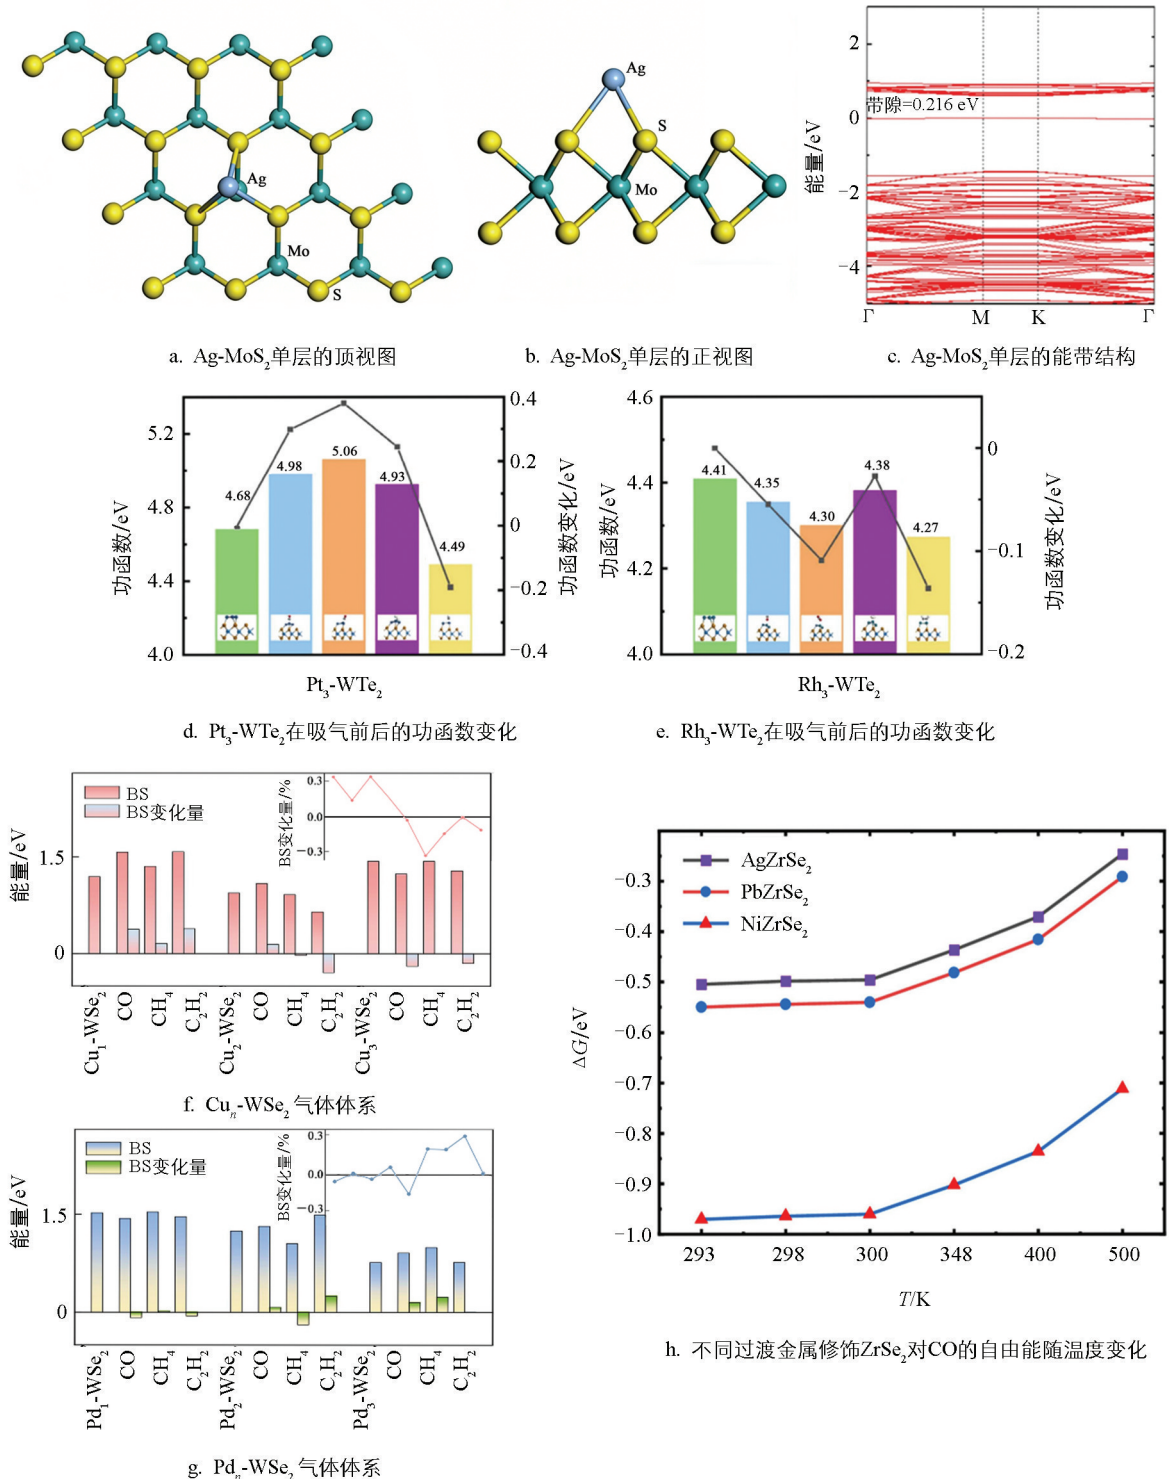 Ag
Mo
S
a. Ag-MoS₂单层的顶视图
Ag
S
Mo
b. Ag-MoS₂单层的正视图
能量/eV
2
0
−2
−4
带隙=0.216 eV
Γ M K Γ
c. Ag-MoS₂单层的能带结构
功函数/eV
5.2
4.8
4.4
4.0
4.68
4.98
5.06
4.93
4.49
0.4
0.2
0
−0.2
−0.4
功函数变化/eV
Pt₃-WTe₂
d. Pt₃-WTe₂在吸气前后的功函数变化
功函数/eV
4.6
4.4
4.2
4.0
4.41
4.35
4.30
4.38
4.27
0
−0.1
−0.2
功函数变化/eV
Rh₃-WTe₂
e. Rh₃-WTe₂在吸气前后的功函数变化
能量/eV
1.5
0
BS
BS变化量
BS变化量/%
0.3
0.0
−0.3
Cu₁-WSe₂
CO
CH₄
C₂H₂
Cu₂-WSe₂
CO
CH₄
C₂H₂
Cu₃-WSe₂
CO
CH₄
C₂H₂
f. Cuₙ-WSe₂ 气体体系
能量/eV
1.5
0
BS
BS变化量
BS变化量/%
0.3
0.0
−0.3
Pd₁-WSe₂
CO
CH₄
C₂H₂
Pd₂-WSe₂
CO
CH₄
C₂H₂
Pd₃-WSe₂
CO
CH₄
C₂H₂
g. Pdₙ-WSe₂ 气体体系
ΔG/eV
−0.3
−0.4
−0.5
−0.6
−0.7
−0.8
−0.9
−1.0
AgZrSe₂
PbZrSe₂
NiZrSe₂
293 298 300 348 400 500
T/K
h. 不同过渡金属修饰ZrSe₂对CO的自由能随温度变化